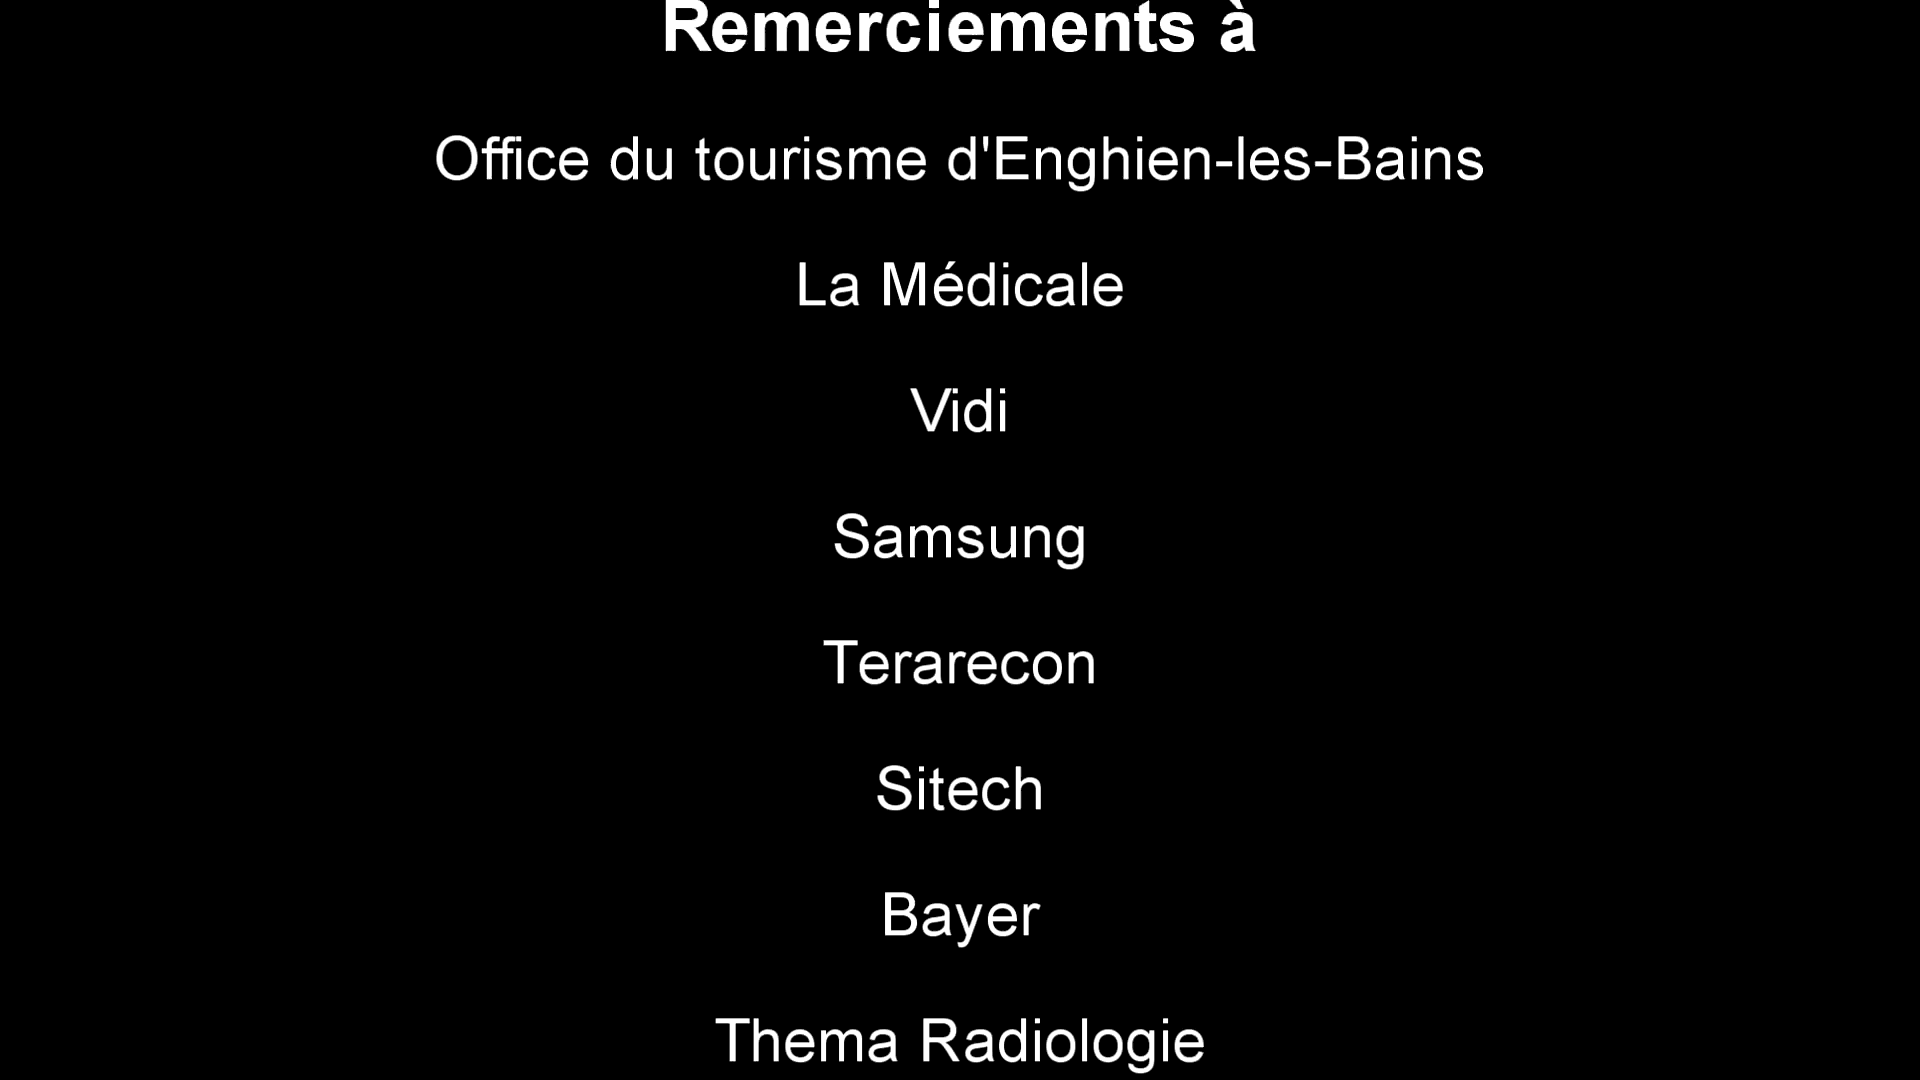 Remerciements à
Office du tourisme d'Enghien-les-Bains
La Médicale
Vidi
Samsung
Terarecon
Sitech
Bayer
Thema Radiologie